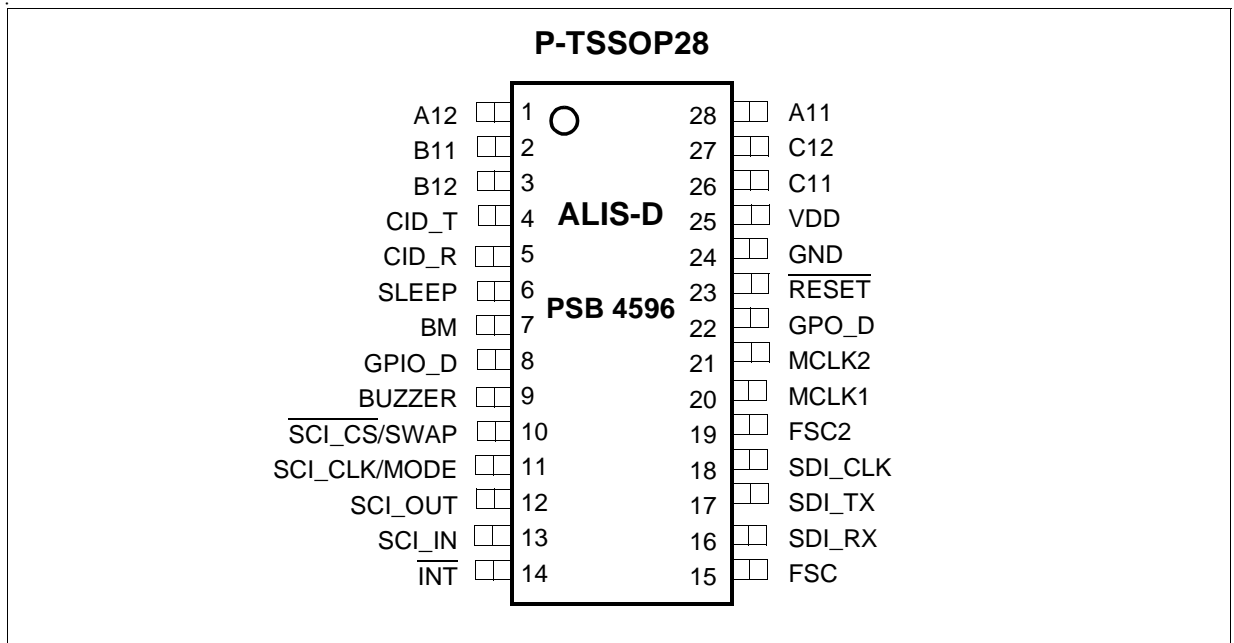 P-TSSOP28
A12 1 28 A11
B11 2 27 C12
B12 3 26 C11
CID_T 4 ALIS-D 25 VDD
CID_R 5 24 GND
SLEEP 6 23 RESET
BM 7 PSB 4596 22 GPO_D
GPIO_D 8 21 MCLK2
BUZZER 9 20 MCLK1
SCI_CS/SWAP 10 19 FSC2
SCI_CLK/MODE 11 18 SDI_CLK
SCI_OUT 12 17 SDI_TX
SCI_IN 13 16 SDI_RX
INT 14 15 FSC